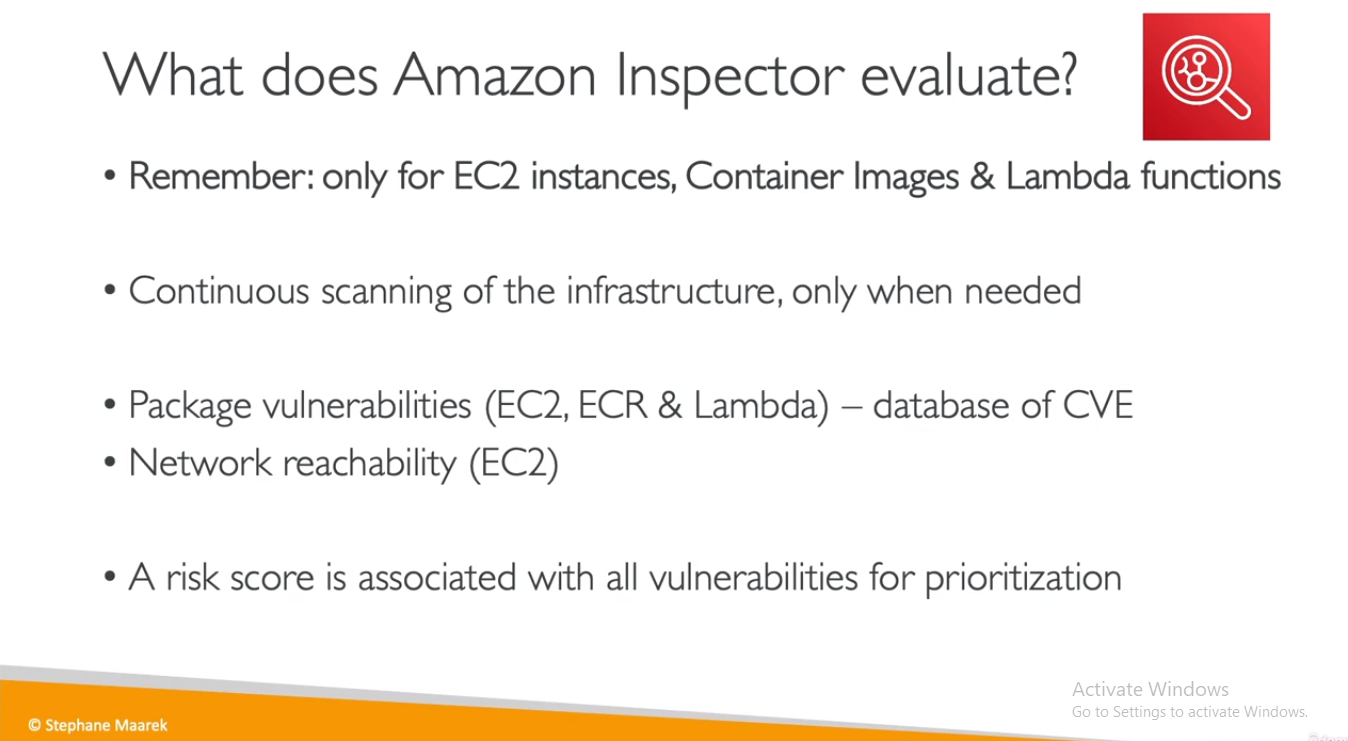 What does Amazon Inspector evaluate?
• Remember: only for EC2 instances, Container Images & Lambda functions
• Continuous scanning of the infrastructure, only when needed
• Package vulnerabilities (EC2, ECR & Lambda) – database of CVE
• Network reachability (EC2)
• A risk score is associated with all vulnerabilities for prioritization
Activate Windows
Go to Settings to activate Windows.
© Stephane Maarek